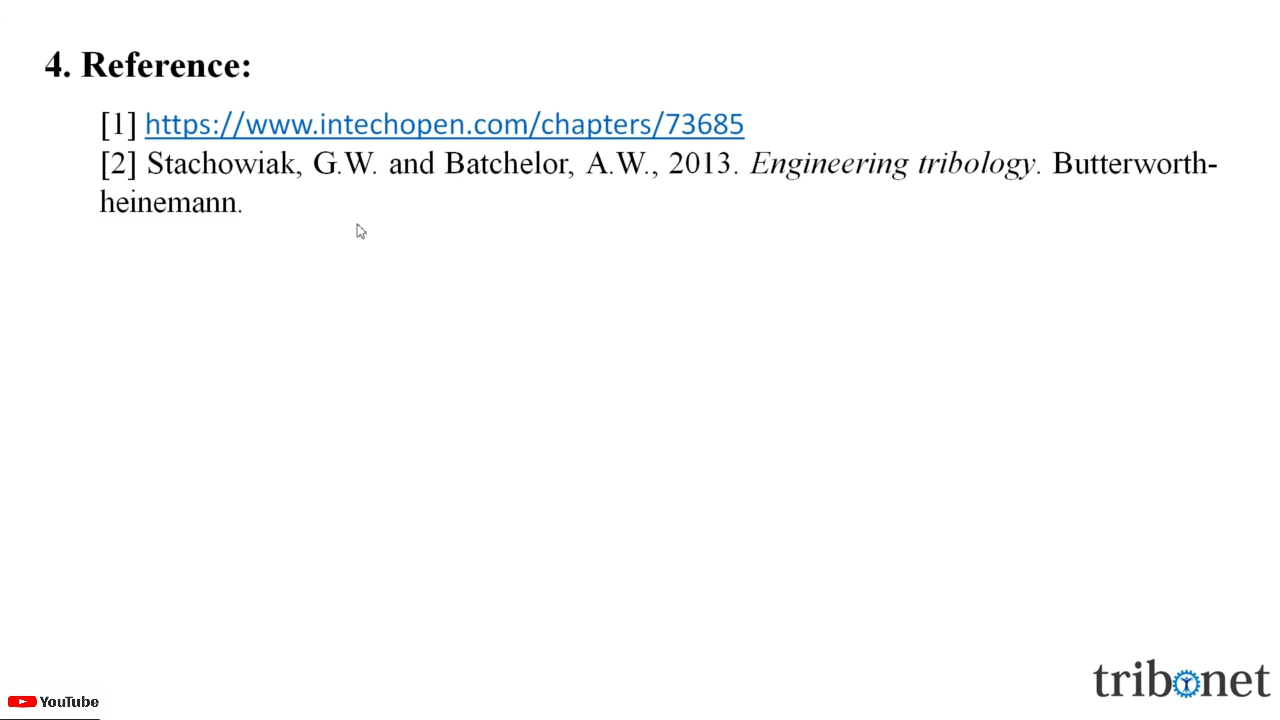 4. Reference:
[1] https://www.intechopen.com/chapters/73685
[2] Stachowiak, G.W. and Batchelor, A.W., 2013. Engineering tribology. Butterworth-
heinemann.
tribonet
YouTube